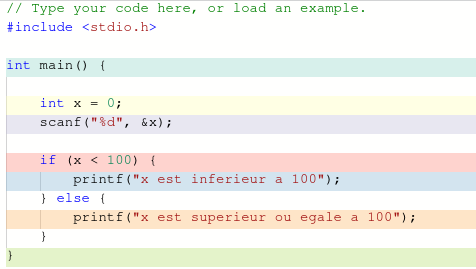 // Type your code here, or load an example.
#include <stdio.h>
int main() {
    int x = 0;
    scanf("%d", &x);
    if (x < 100) {
        printf("x est inferieur a 100");
    } else {
        printf("x est superieur ou egale a 100");
    }
}